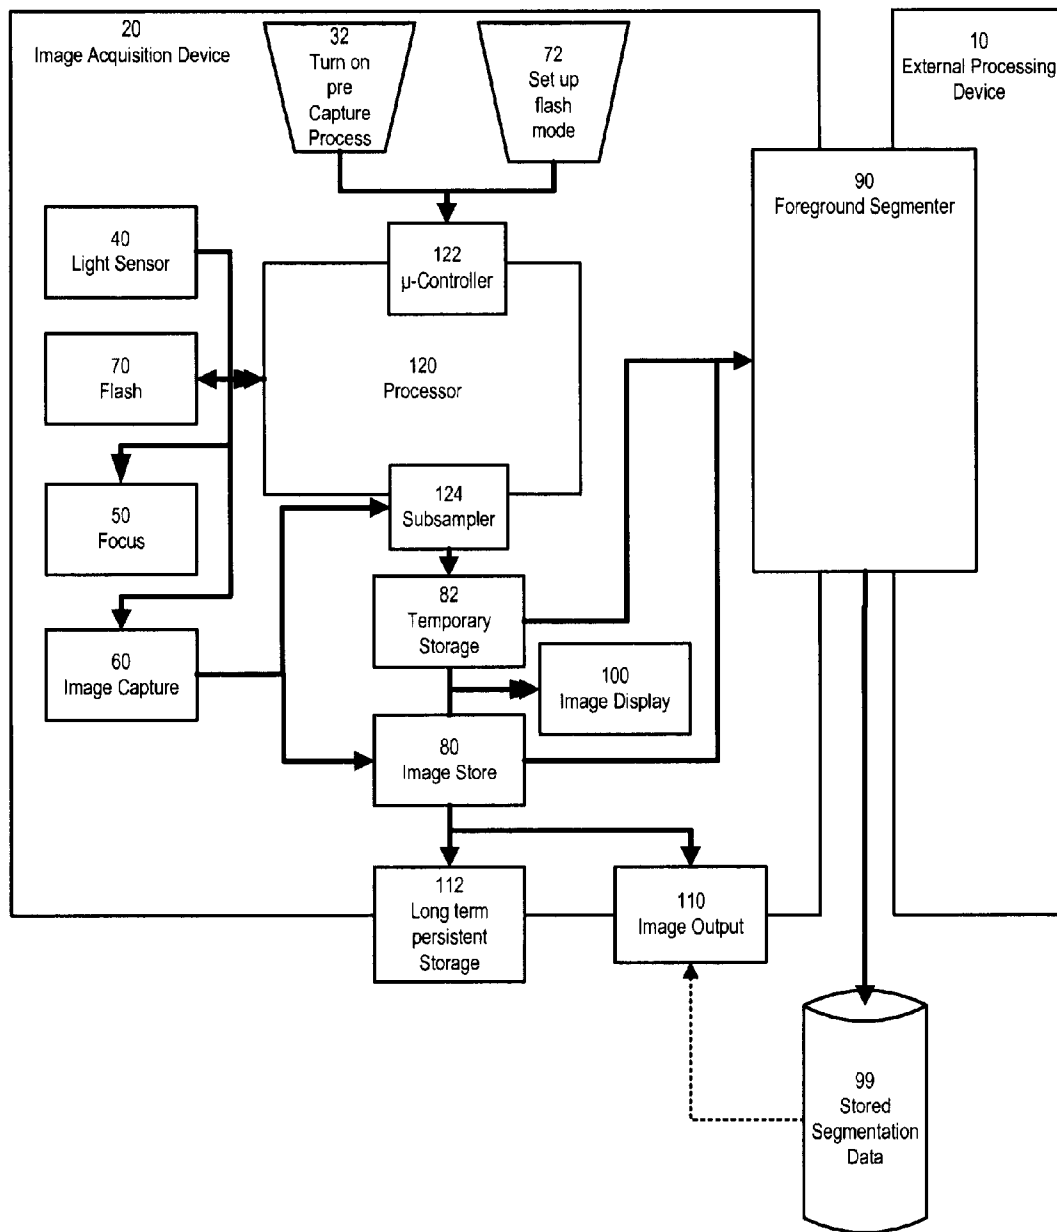 20
Image Acquisition Device
32
Turn on
pre
Capture
Process
72
Set up
flash
mode
10
External Processing
Device
90
Foreground Segmenter
40
Light Sensor
122
µ-Controller
70
Flash
120
Processor
50
Focus
124
Subsampler
82
Temporary
Storage
60
Image Capture
100
Image Display
80
Image Store
112
Long term
persistent
Storage
110
Image Output
99
Stored
Segmentation
Data